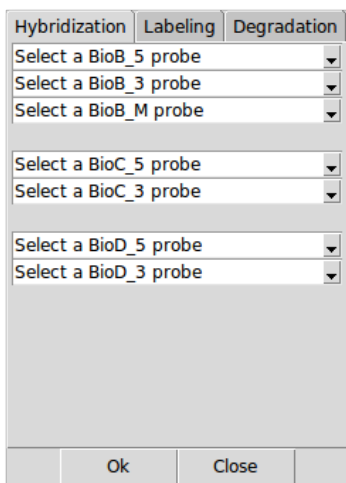 Hybridization Labeling Degradation
Select a BioB_5 probe
Select a BioB_3 probe
Select a BioB_M probe
Select a BioC_5 probe
Select a BioC_3 probe
Select a BioD_5 probe
Select a BioD_3 probe
Ok Close